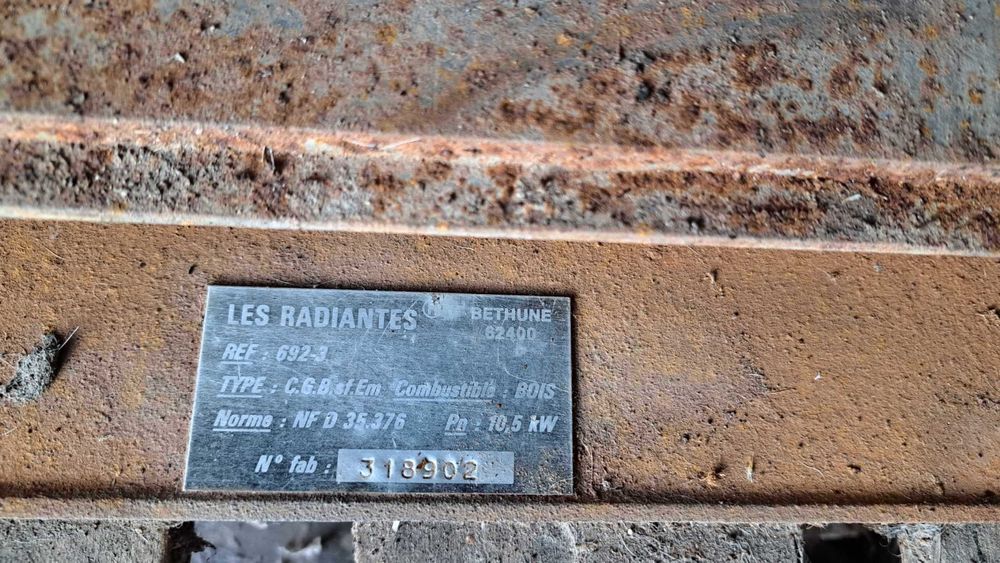 LES RADIANTES BETHUNE
62400
REF : 692-3
TYPE : C.G.B.sf.Em Combustible : BOIS
Norme : NF D 35.376 Pn : 10,5 kW
N° fab : 318902